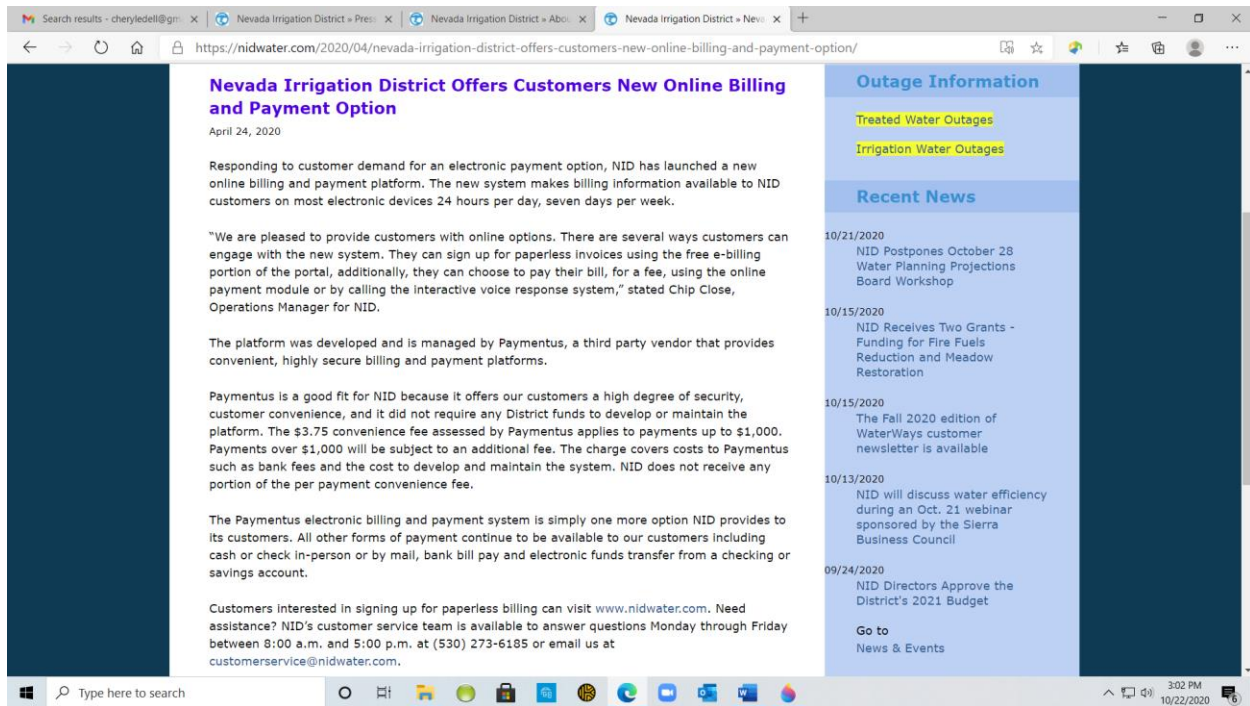 Search results - cheryledell@gm
Nevada Irrigation District » Press
Nevada Irrigation District » Abou
Nevada Irrigation District » Neva
https://nidwater.com/2020/04/nevada-irrigation-district-offers-customers-new-online-billing-and-payment-option/
Nevada Irrigation District Offers Customers New Online Billing
and Payment Option
April 24, 2020
Responding to customer demand for an electronic payment option, NID has launched a new
online billing and payment platform. The new system makes billing information available to NID
customers on most electronic devices 24 hours per day, seven days per week.
“We are pleased to provide customers with online options. There are several ways customers can
engage with the new system. They can sign up for paperless invoices using the free e-billing
portion of the portal, additionally, they can choose to pay their bill, for a fee, using the online
payment module or by calling the interactive voice response system,” stated Chip Close,
Operations Manager for NID.
The platform was developed and is managed by Paymentus, a third party vendor that provides
convenient, highly secure billing and payment platforms.
Paymentus is a good fit for NID because it offers our customers a high degree of security,
customer convenience, and it did not require any District funds to develop or maintain the
platform. The $3.75 convenience fee assessed by Paymentus applies to payments up to $1,000.
Payments over $1,000 will be subject to an additional fee. The charge covers costs to Paymentus
such as bank fees and the cost to develop and maintain the system. NID does not receive any
portion of the per payment convenience fee.
The Paymentus electronic billing and payment system is simply one more option NID provides to
its customers. All other forms of payment continue to be available to our customers including
cash or check in-person or by mail, bank bill pay and electronic funds transfer from a checking or
savings account.
Customers interested in signing up for paperless billing can visit www.nidwater.com. Need
assistance? NID's customer service team is available to answer questions Monday through Friday
between 8:00 a.m. and 5:00 p.m. at (530) 273-6185 or email us at
customerservice@nidwater.com.
Outage Information
Treated Water Outages
Irrigation Water Outages
Recent News
10/21/2020
NID Postpones October 28
Water Planning Projections
Board Workshop
10/15/2020
NID Receives Two Grants -
Funding for Fire Fuels
Reduction and Meadow
Restoration
10/15/2020
The Fall 2020 edition of
WaterWays customer
newsletter is available
10/13/2020
NID will discuss water efficiency
during an Oct. 21 webinar
sponsored by the Sierra
Business Council
09/24/2020
NID Directors Approve the
District's 2021 Budget
Go to
News & Events
Type here to search
3:02 PM
10/22/2020
6